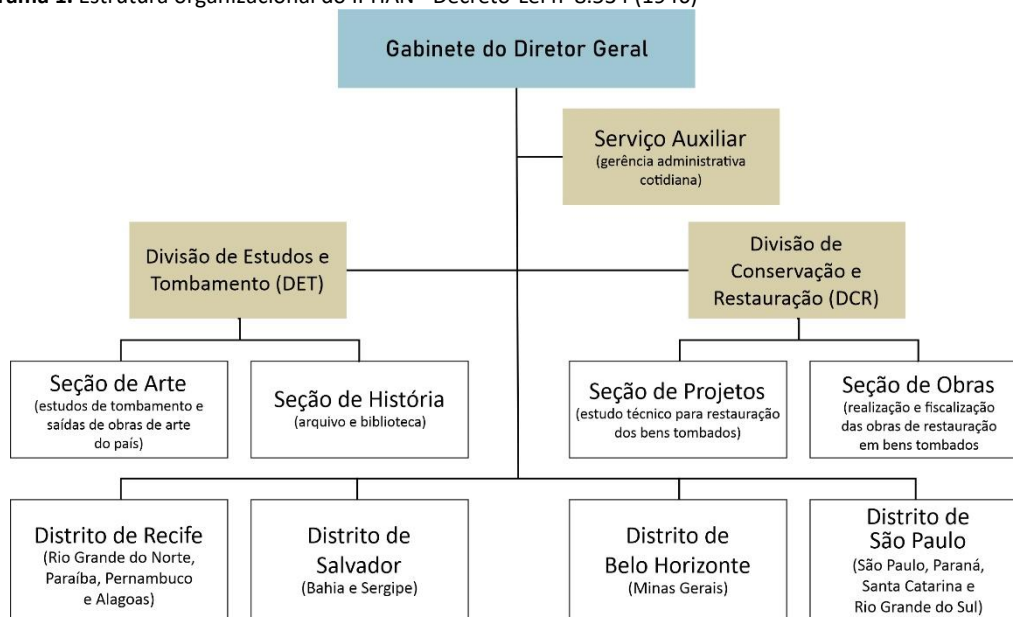 Estrutura organizacional do
Gabinete do Diretor Geral
Serviço Auxiliar
(gerência administrativa
cotidiana)
Divisão de Estudos e
Tombamento (DET)
Divisão de
Conservação e
Restauração (DCR)
Seção de Arte
(estudos de tombamento e
saídas de obras de arte
do país)
Seção de História
(arquivo e biblioteca)
Seção de Projetos
(estudo técnico para restauração
dos bens tombados)
Seção de Obras
(realização e fiscalização
das obras de restauração
em bens tombados
Distrito de Recife
(Rio Grande do Norte,
Paraíba, Pernambuco
e Alagoas)
Distrito de
Salvador
(Bahia e Sergipe)
Distrito de
Belo Horizonte
(Minas Gerais)
Distrito de
São Paulo
(São Paulo, Paraná,
Santa Catarina e
Rio Grande do Sul)